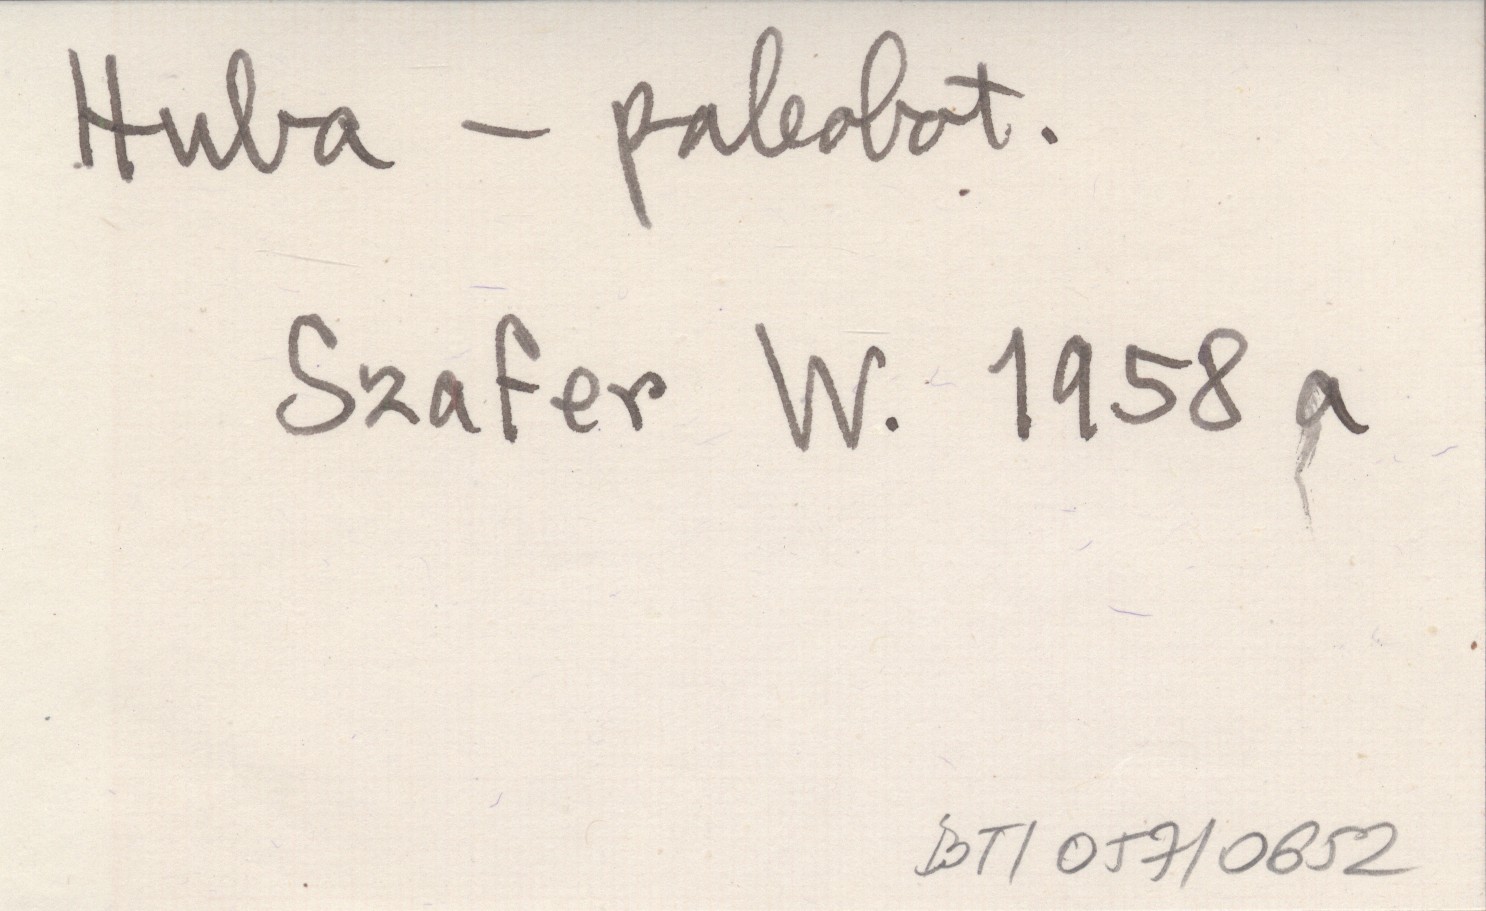 Huba - paleobot.
Szafer W. 1958 a
BT/057/0652